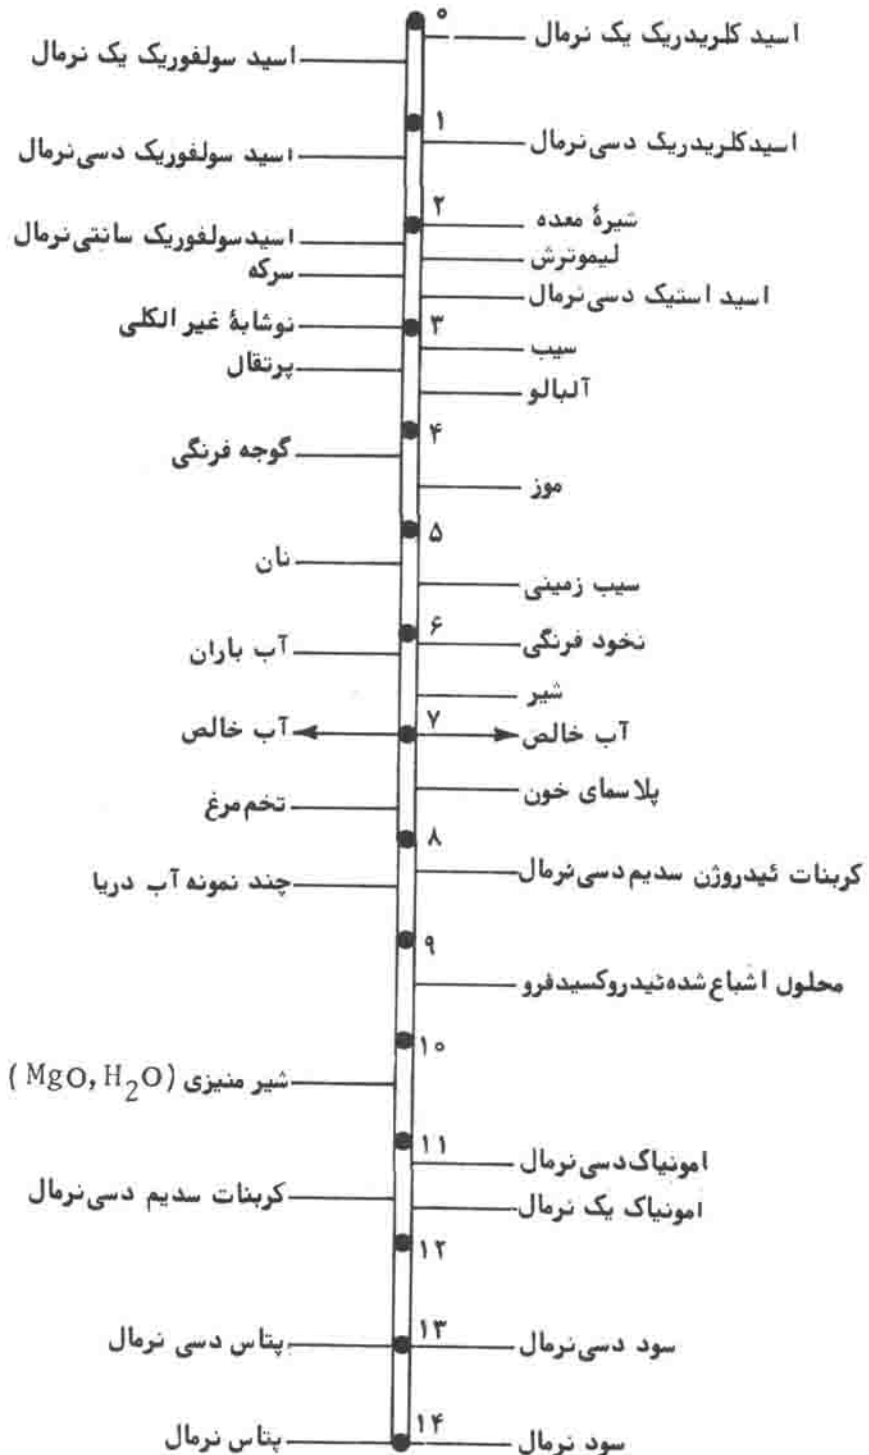 ۰
اسید کلریدریک یک نرمال
اسید سولفوریک یک نرمال
۱
اسیدکلریدریک دسی‌نرمال
اسید سولفوریک دسی‌نرمال
۲
شیرۀ معده
اسیدسولفوریک سانتی‌نرمال
لیموترش
سرکه
اسید استیک دسی‌نرمال
۳
نوشابۀ غیر الکلی
سیب
پرتقال
آلبالو
۴
گوجه فرنگی
موز
۵
نان
سیب زمینی
۶
نخود فرنگی
آب باران
شیر
۷
آب خالص
آب خالص
پلاسمای خون
تخم‌مرغ
۸
کربنات ئیدروژن سدیم دسی‌نرمال
چند نمونه آب دریا
۹
محلول اشباع شده ئیدروکسیدفرو
۱۰
شیر منیزی (MgO,H₂O)
۱۱
امونیاک دسی‌نرمال
کربنات سدیم دسی‌نرمال
امونیاک یک نرمال
۱۲
۱۳
سود دسی‌نرمال
پتاس دسی نرمال
۱۴
سود نرمال
پتاس نرمال